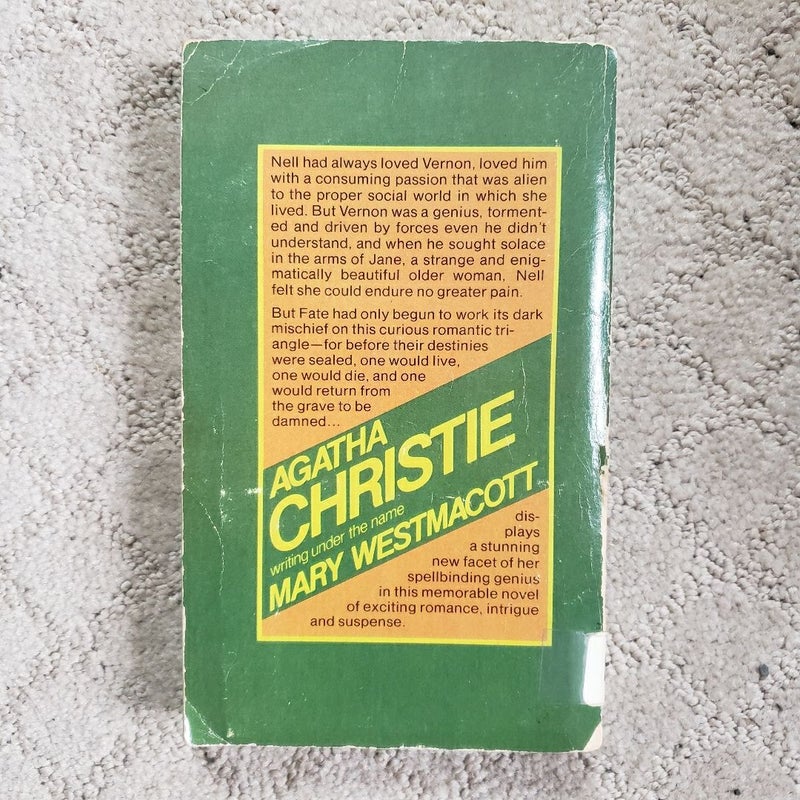 Nell had always loved Vernon, loved him
with a consuming passion that was alien
to the proper social world in which she
lived. But Vernon was a genius, torment-
ed and driven by forces even he didn't
understand, and when he sought solace
in the arms of Jane, a strange and enig-
matically beautiful older woman, Nell
felt she could endure no greater pain.
But Fate had only begun to work its dark
mischief on this curious romantic tri-
angle—for before their destinies
were sealed, one would live,
one would die, and one
would return from
the grave to be
damned...
AGATHA
CHRISTIE
writing under the name
MARY WESTMACOTT
dis-
plays
a stunning
new facet of her
spellbinding genius
in this memorable novel
of exciting romance, intrigue
and suspense.